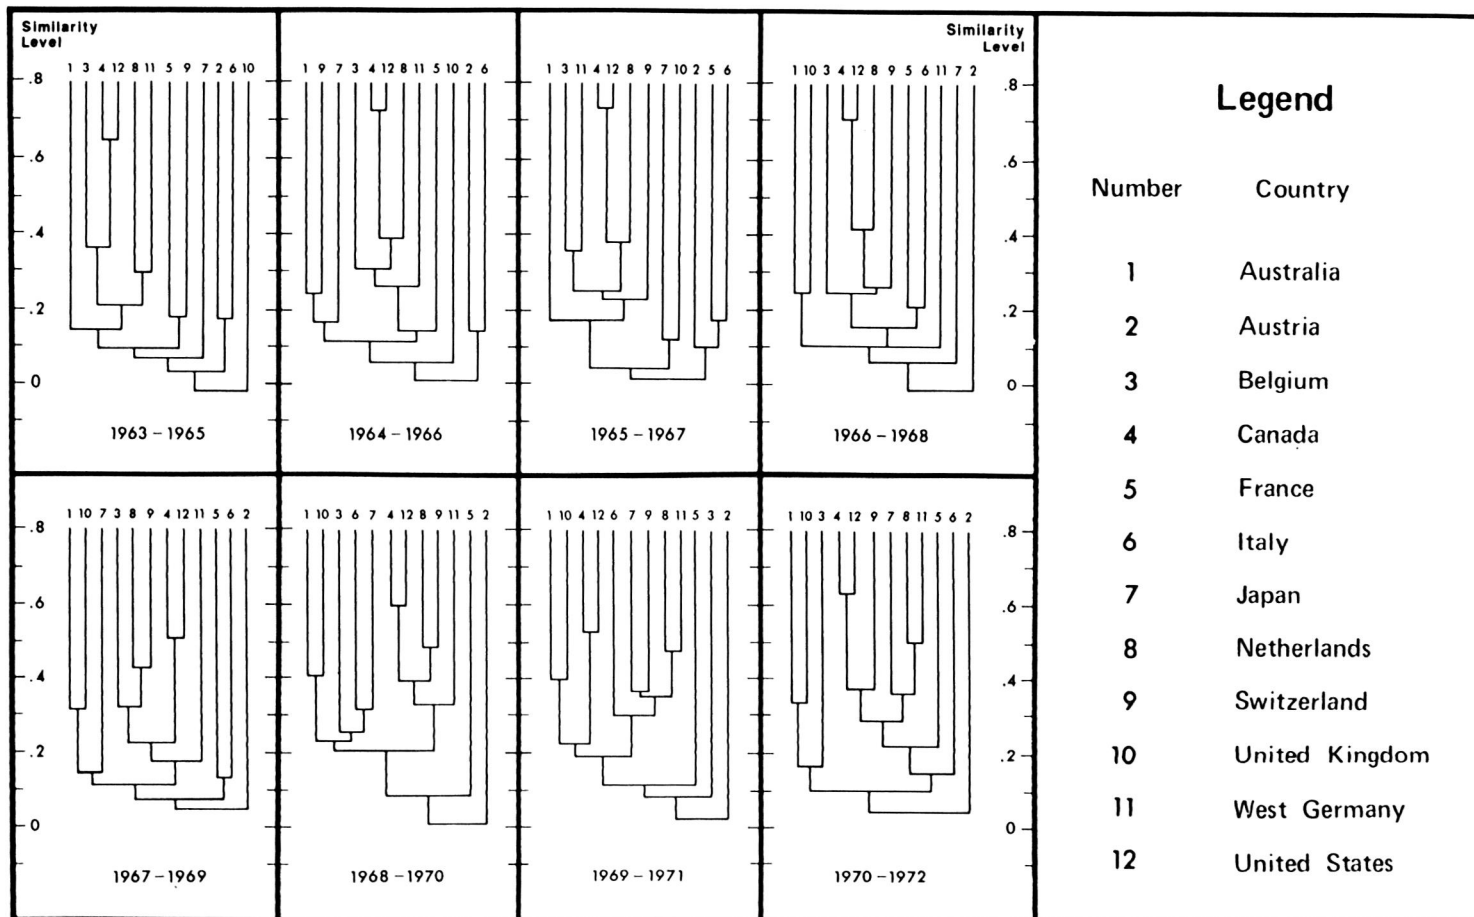 Similarity
Level
1 3 4 12 8 11 5 9 7 2 6 10
.8
.6
.4
.2
0
1963 – 1965
1 9 7 3 4 12 8 11 5 10 2 6
1964 – 1966
1 3 11 4 12 8 9 7 10 2 5 6
1965 – 1967
Similarity
Level
1 10 3 4 12 8 9 5 6 11 7 2
.8
.6
.4
.2
0
1966 – 1968
1 10 7 3 8 9 4 12 11 5 6 2
.8
.6
.4
.2
0
1967 – 1969
1 10 3 6 7 4 12 8 9 11 5 2
1968 – 1970
1 10 4 12 6 7 9 8 11 5 3 2
1969 – 1971
1 10 3 4 12 9 7 8 11 5 6 2
.8
.6
.4
.2
0
1970 – 1972
Legend
Number Country
1 Australia
2 Austria
3 Belgium
4 Canada
5 France
6 Italy
7 Japan
8 Netherlands
9 Switzerland
10 United Kingdom
11 West Germany
12 United States